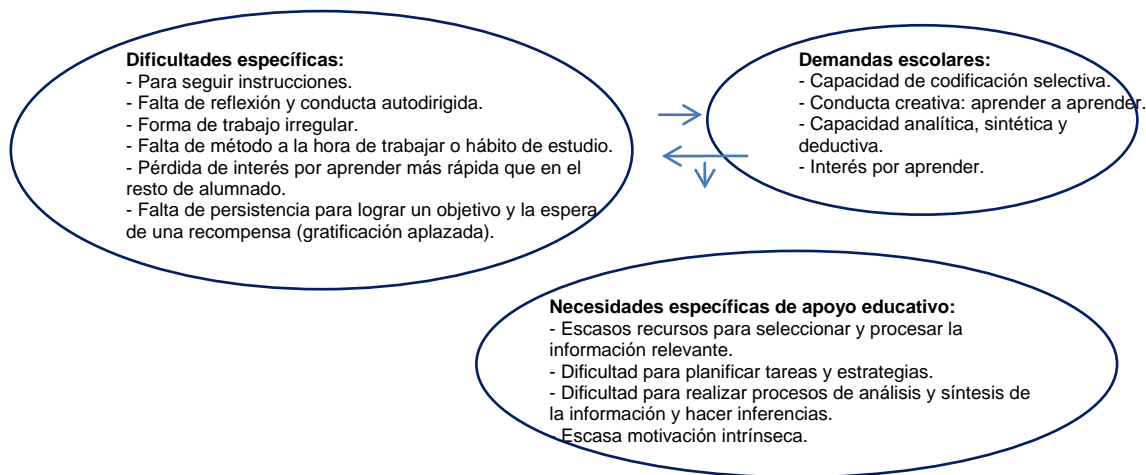 Dificultades específicas:
- Para seguir instrucciones.
- Falta de reflexión y conducta autodirigida.
- Forma de trabajo irregular.
- Falta de método a la hora de trabajar o hábito de estudio.
- Pérdida de interés por aprender más rápida que en el
resto de alumnado.
- Falta de persistencia para lograr un objetivo y la espera
de una recompensa (gratificación aplazada).
Demandas escolares:
- Capacidad de codificación selectiva.
- Conducta creativa: aprender a aprender.
- Capacidad analítica, sintética y
deductiva.
- Interés por aprender.
Necesidades específicas de apoyo educativo:
- Escasos recursos para seleccionar y procesar la
información relevante.
- Dificultad para planificar tareas y estrategias.
- Dificultad para realizar procesos de análisis y síntesis de
la información y hacer inferencias.
- Escasa motivación intrínseca.